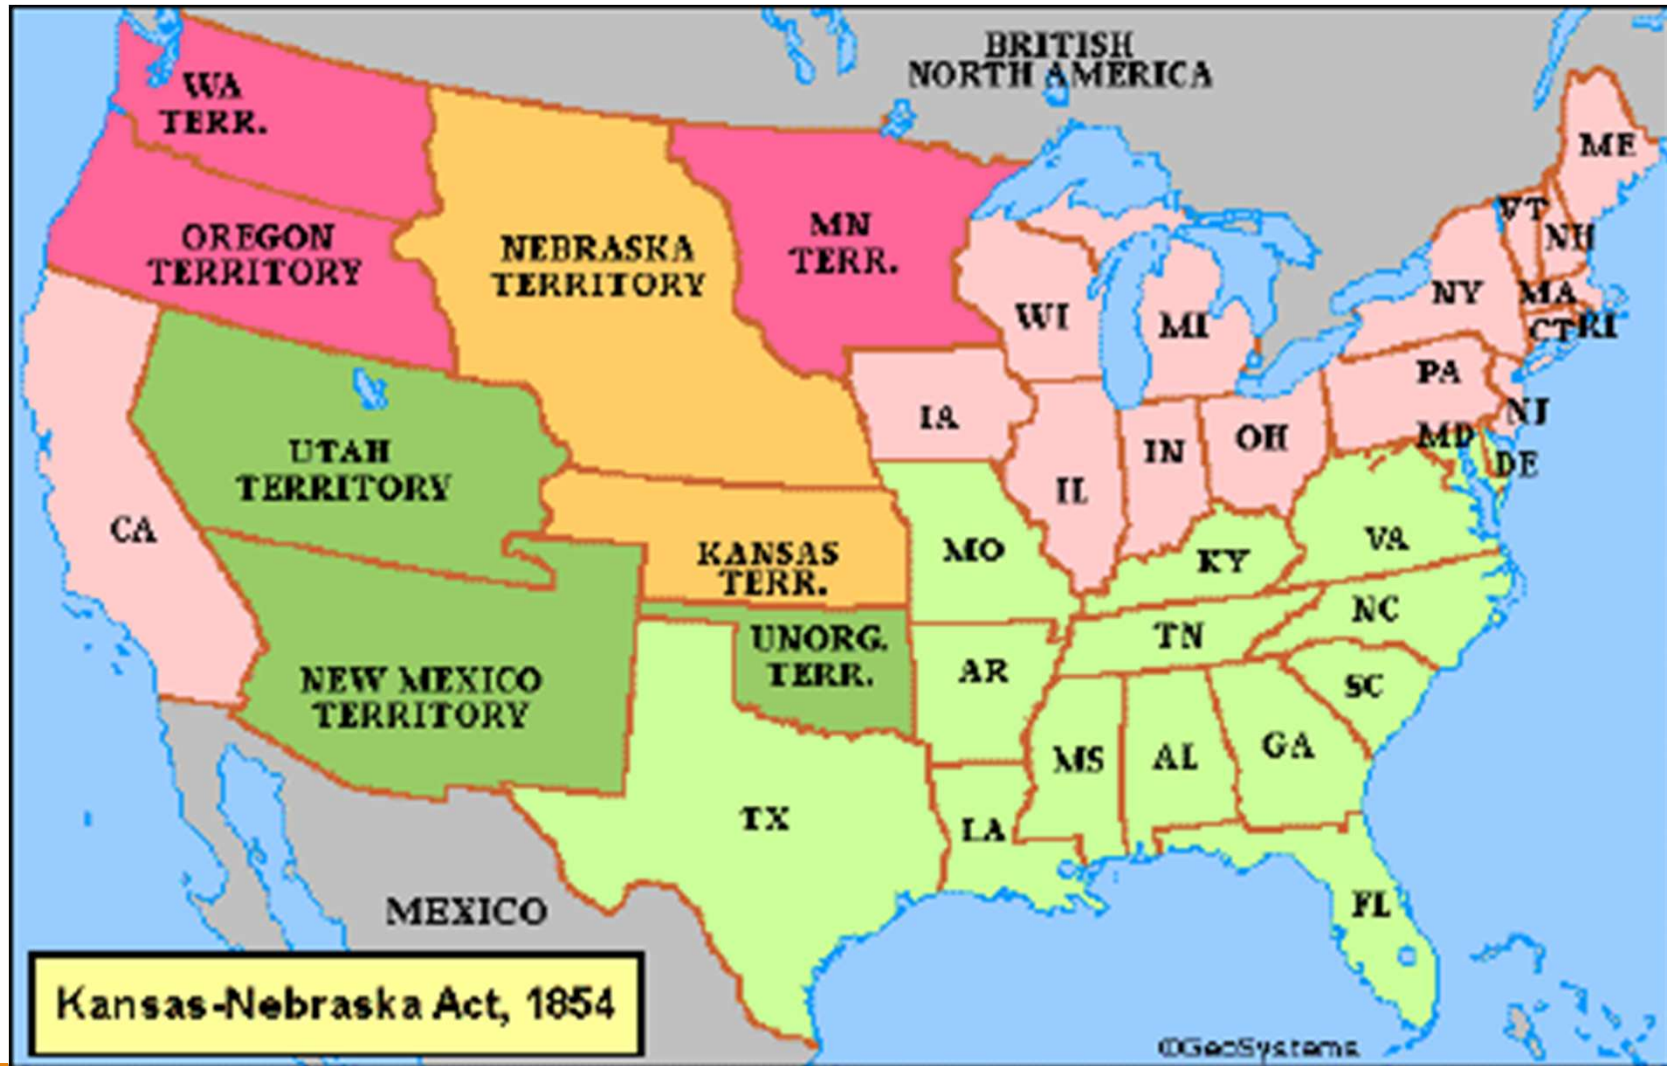 BRITISH
NORTH AMERICA
WA
TERR.
ME
OREGON
TERRITORY
NEBRASKA
TERRITORY
MN
TERR.
VT
NH
WI
MI
NY
MA
CT
RI
IA
PA
NJ
UTAH
TERRITORY
IL
IN
OH
MD
DE
CA
KANSAS
TERR.
MO
KY
VA
NEW MEXICO
TERRITORY
UNORG.
TERR.
AR
TN
NC
SC
TX
LA
MS
AL
GA
MEXICO
FL
Kansas-Nebraska Act, 1854
©GeoSystems